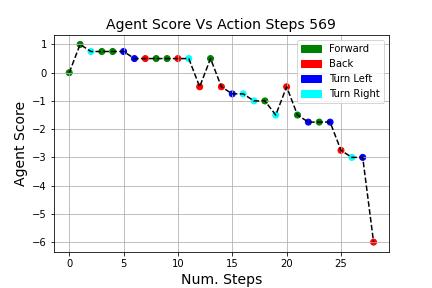 Agent Score Vs Action Steps 569
1
0
−1
−2
−3
−4
−5
−6
Agent Score
Forward
Back
Turn Left
Turn Right
0 5 10 15 20 25
Num. Steps